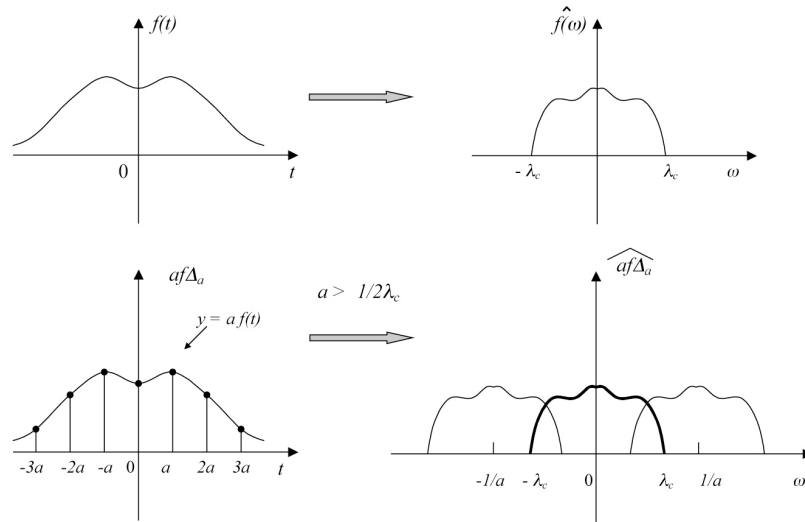 f(t)
0
t
f̂(ω)
- λc
λc
ω
afΔₐ
y = a f(t)
-3a -2a -a 0 a 2a 3a t
a > 1/2λc
afΔₐ
-1/a - λc 0 λc 1/a ω